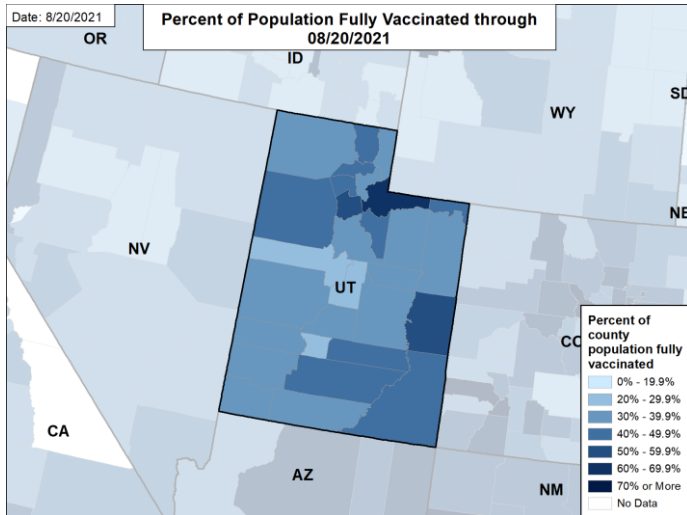 Date: 8/20/2021
Percent of Population Fully Vaccinated through
08/20/2021
OR
ID
WY
SD
NE
NV
UT
CO
CA
AZ
NM
Percent of
county
population fully
vaccinated
0% - 19.9%
20% - 29.9%
30% - 39.9%
40% - 49.9%
50% - 59.9%
60% - 69.9%
70% or More
No Data